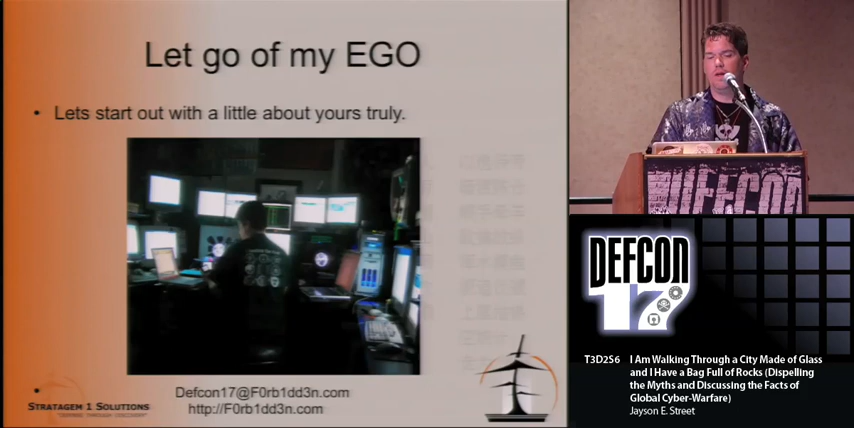 Let go of my EGO
• Lets start out with a little about yours truly.
Defcon17@F0rb1dd3n.com
http://F0rb1dd3n.com
STRATAGEM 1 SOLUTIONS
DEFCON
DEFCON
17
T3D2S6 I Am Walking Through a City Made of Glass
and I Have a Bag Full of Rocks (Dispelling
the Myths and Discussing the Facts of
Global Cyber-Warfare)
Jayson E. Street